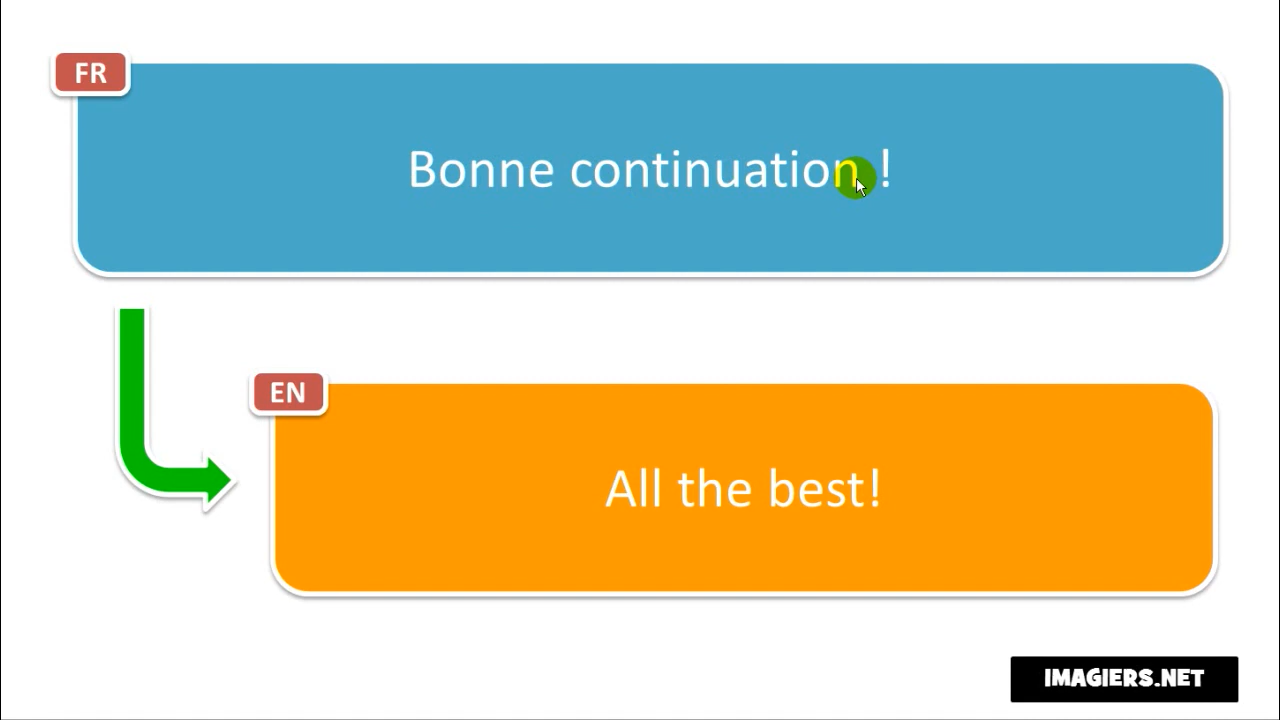 FR
Bonne continuation !
EN
All the best!
IMAGIERS.NET